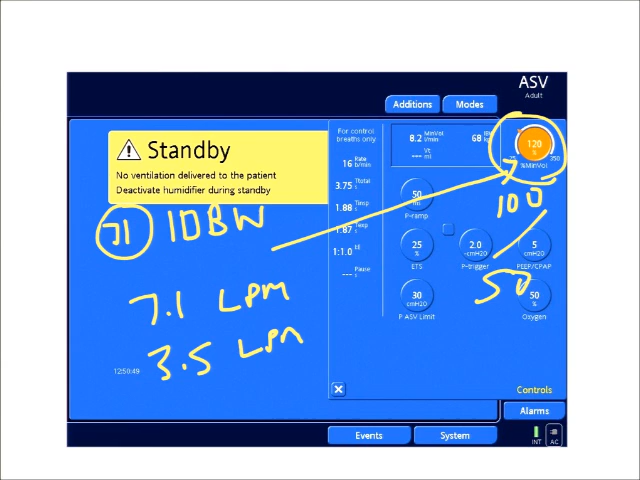 ASV
Adult
Additions
Modes
For control
breaths only
8.2 MinVol l/min
68 IBW kg
Vt ml
---
120
%
350
%MinVol
Standby
No ventilation delivered to the patient
Deactivate humidifier during standby
16 Rate b/min
3.75 Ttotal s
1.88 Tinsp s
1.87 Texp s
1:1.0 I:E
--- Pause s
50
ms
P-ramp
25
%
ETS
2.0
-cmH2O
P-trigger
5
cmH2O
PEEP/CPAP
30
cmH2O
P ASV Limit
50
%
Oxygen
71 IDBW
100
50
7.1 LPM
3.5 LPM
12:50:49
X
Controls
Alarms
Events
System
INT
AC